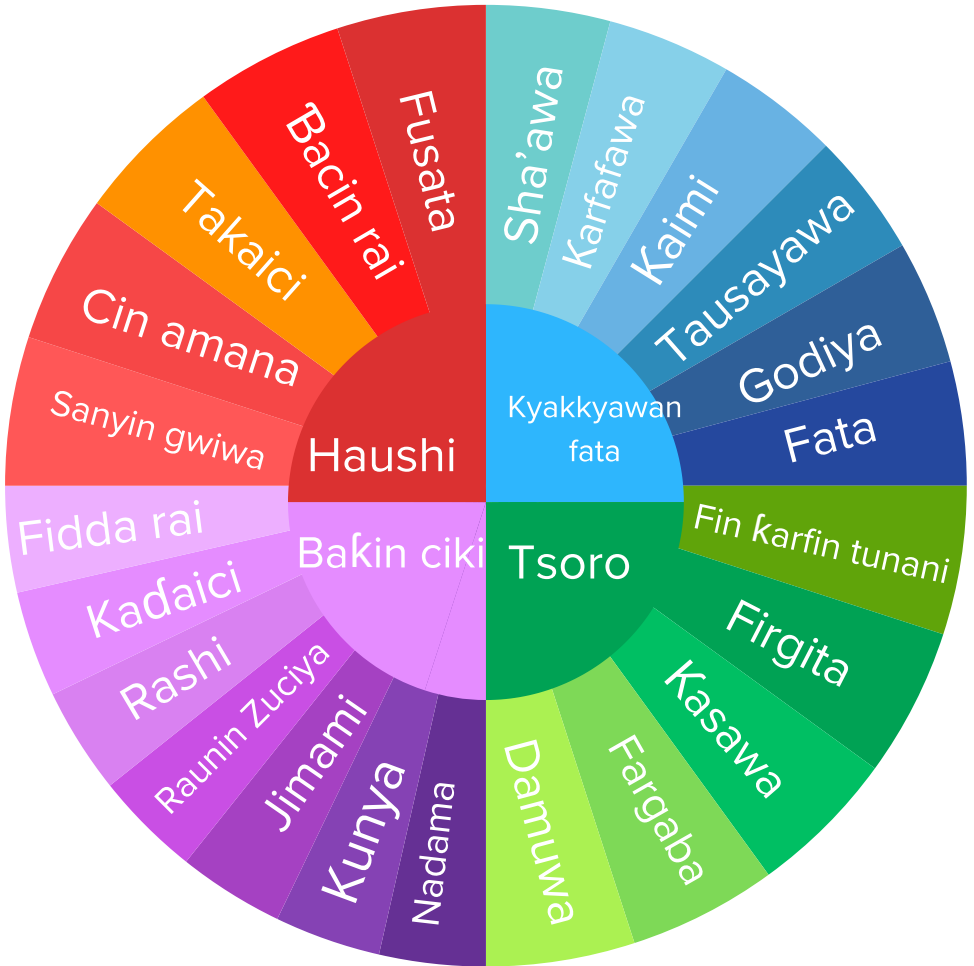 Haushi
Fusata
Ɓacin rai
Takaici
Cin amana
Sanyin gwiwa
Kyakkyawan
fata
Sha'awa
Karfafawa
Kaimi
Tausayawa
Godiya
Fata
Tsoro
Fin ƙarfin tunani
Firgita
Kasawa
Fargaba
Damuwa
Baƙin ciki
Fidda rai
Kaɗaici
Rashi
Raunin Zuciya
Jimami
Kunya
Nadama